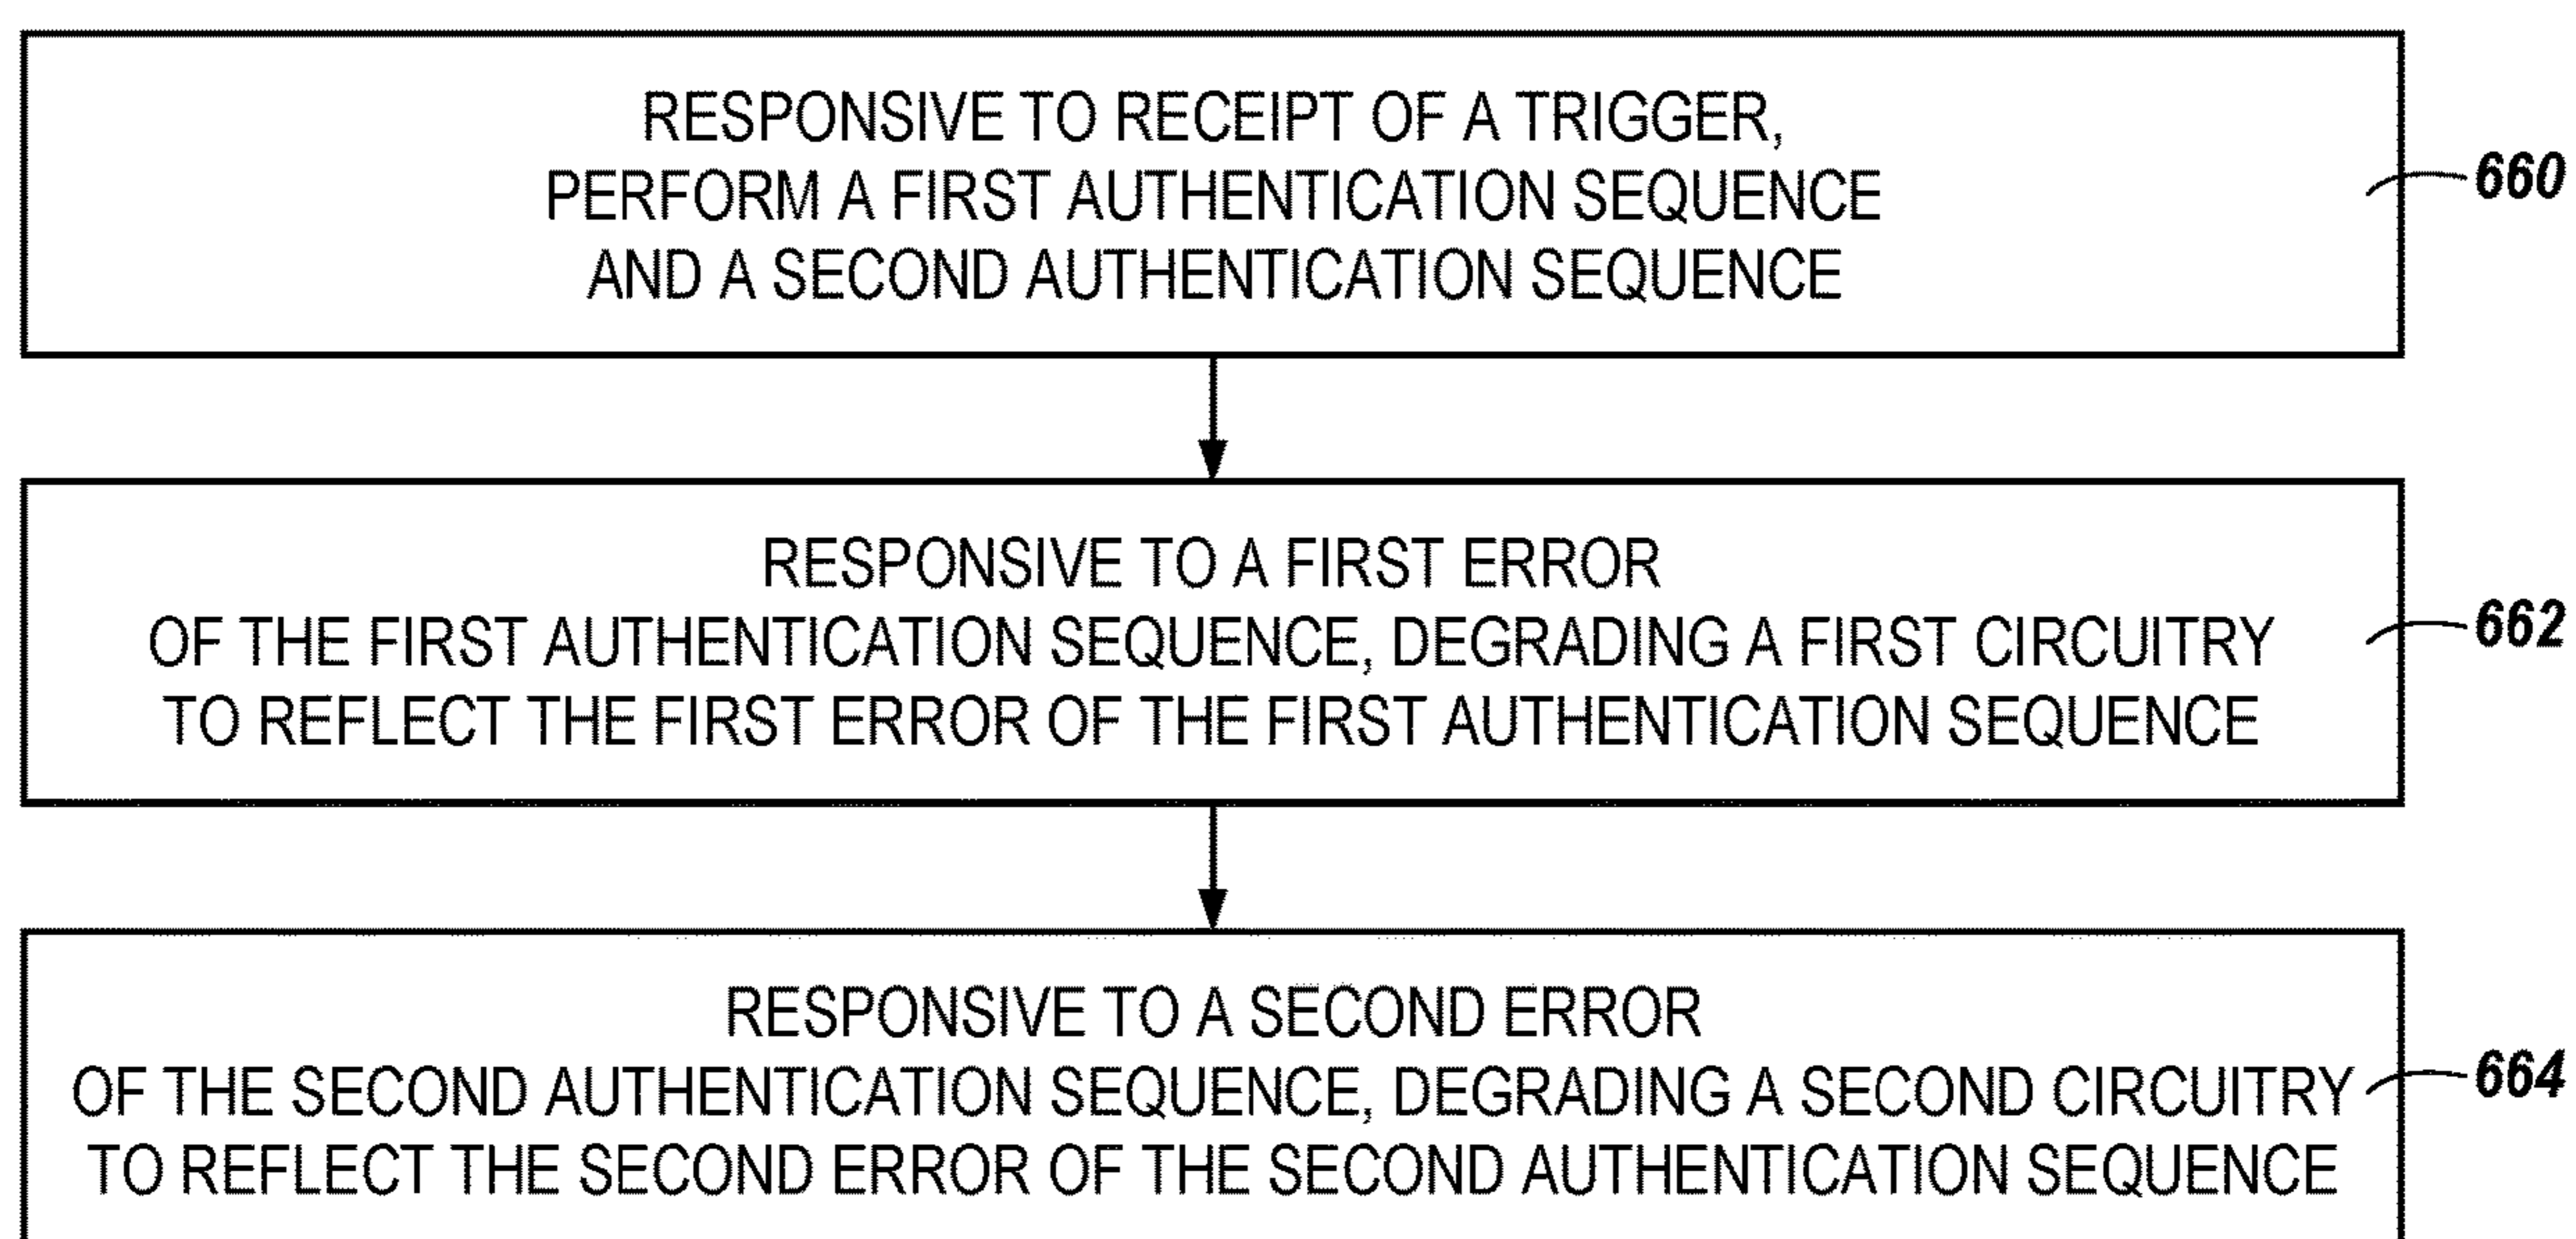 RESPONSIVE TO RECEIPT OF A TRIGGER,
PERFORM A FIRST AUTHENTICATION SEQUENCE
AND A SECOND AUTHENTICATION SEQUENCE
660
RESPONSIVE TO A FIRST ERROR
OF THE FIRST AUTHENTICATION SEQUENCE, DEGRADING A FIRST CIRCUITRY
TO REFLECT THE FIRST ERROR OF THE FIRST AUTHENTICATION SEQUENCE
662
RESPONSIVE TO A SECOND ERROR
OF THE SECOND AUTHENTICATION SEQUENCE, DEGRADING A SECOND CIRCUITRY
TO REFLECT THE SECOND ERROR OF THE SECOND AUTHENTICATION SEQUENCE
664